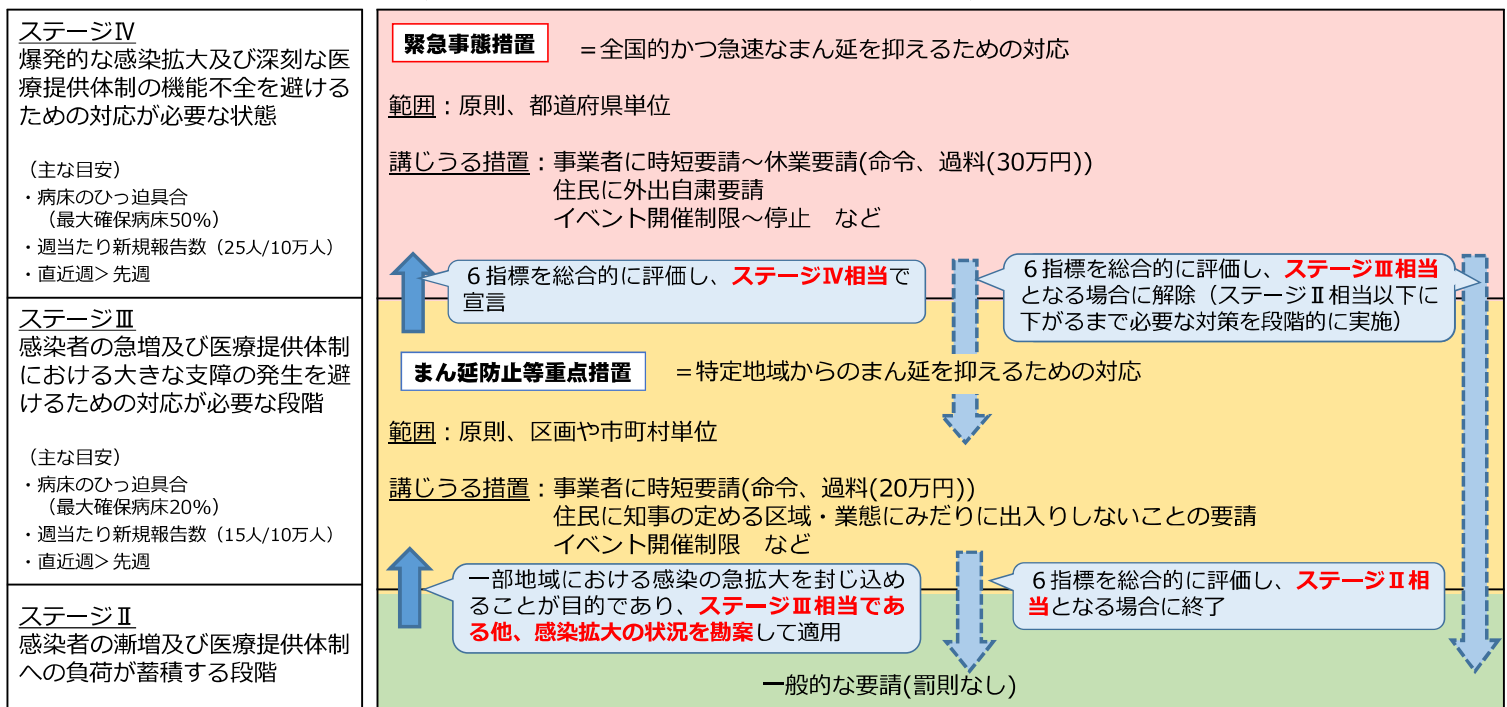 ステージⅣ
爆発的な感染拡大及び深刻な医
療提供体制の機能不全を避ける
ための対応が必要な状態
（主な目安）
・病床のひっ迫具合
（最大確保病床50%）
・週当たり新規報告数（25人/10万人）
・直近週＞先週
ステージⅢ
感染者の急増及び医療提供体制
における大きな支障の発生を避
けるための対応が必要な段階
（主な目安）
・病床のひっ迫具合
（最大確保病床20%）
・週当たり新規報告数（15人/10万人）
・直近週＞先週
ステージⅡ
感染者の漸増及び医療提供体制
への負荷が蓄積する段階
緊急事態措置 ＝全国的かつ急速なまん延を抑えるための対応
範囲：原則、都道府県単位
講じうる措置：事業者に時短要請～休業要請(命令、過料(30万円))
住民に外出自粛要請
イベント開催制限～停止　など
６指標を総合的に評価し、ステージⅣ相当で
宣言
６指標を総合的に評価し、ステージⅢ相当
となる場合に解除（ステージⅡ相当以下に
下がるまで必要な対策を段階的に実施）
まん延防止等重点措置 ＝特定地域からのまん延を抑えるための対応
範囲：原則、区画や市町村単位
講じうる措置：事業者に時短要請(命令、過料(20万円))
住民に知事の定める区域・業態にみだりに出入りしないことの要請
イベント開催制限　など
一部地域における感染の急拡大を封じ込め
ることが目的であり、ステージⅢ相当であ
る他、感染拡大の状況を勘案して適用
６指標を総合的に評価し、ステージⅡ相
当となる場合に終了
一般的な要請(罰則なし)